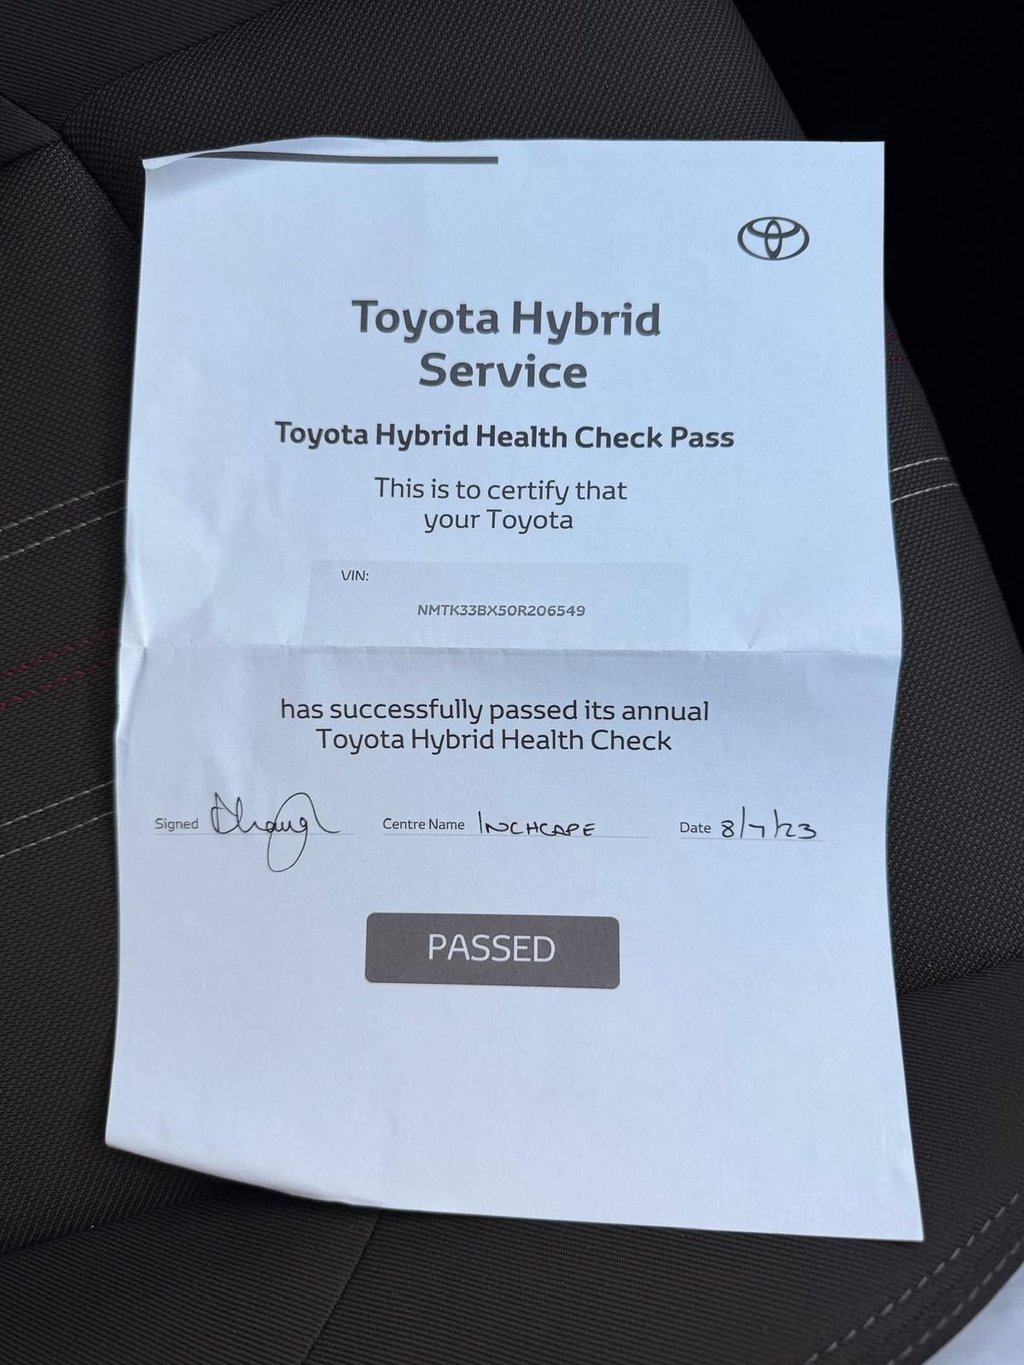 Toyota Hybrid
Service
Toyota Hybrid Health Check Pass
This is to certify that
your Toyota
VIN:
NMTK33BX50R206549
has successfully passed its annual
Toyota Hybrid Health Check
Signed Centre Name INCHCAPE Date 8/7/23
PASSED